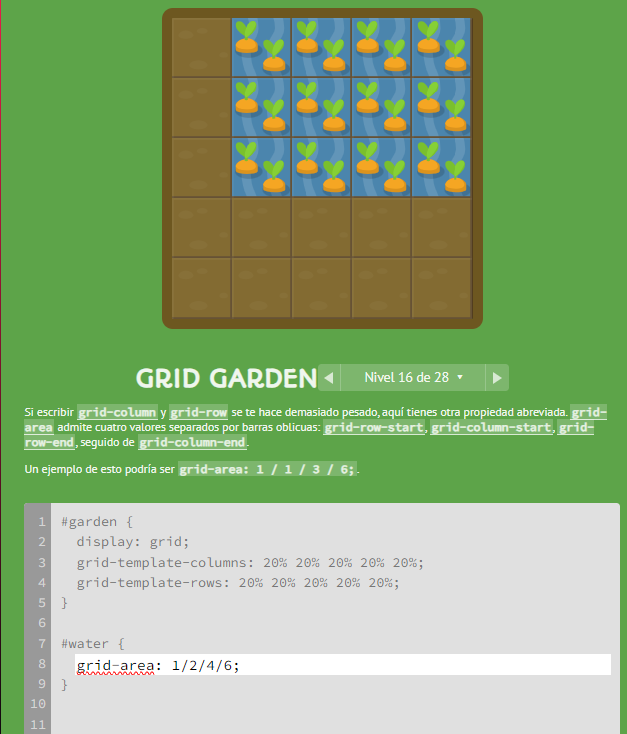 GRID GARDEN
Nivel 16 de 28
Si escribir grid-column y grid-row se te hace demasiado pesado, aquí tienes otra propiedad abreviada. grid-
area admite cuatro valores separados por barras oblicuas: grid-row-start, grid-column-start, grid-
row-end, seguido de grid-column-end.
Un ejemplo de esto podría ser grid-area: 1 / 1 / 3 / 6;.
1 #garden {
2 display: grid;
3 grid-template-columns: 20% 20% 20% 20% 20%;
4 grid-template-rows: 20% 20% 20% 20% 20%;
5 }
6
7 #water {
8 grid-area: 1/2/4/6;
9 }
10
11